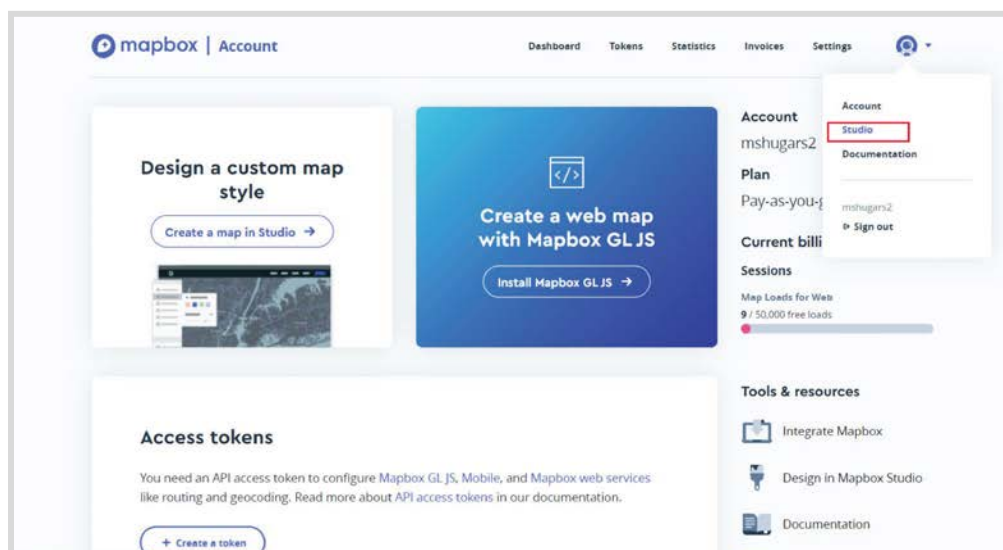 mapbox | Account
Dashboard Tokens Statistics Invoices Settings
Account
Studio
Documentation
mshugars2
Sign out
Design a custom map
style
Create a map in Studio →
</>
Create a web map
with Mapbox GL JS
Install Mapbox GL JS →
Account
mshugars2
Plan
Pay-as-you-g
Current billi
Sessions
Map Loads for Web
9 / 50,000 free loads
Access tokens
You need an API access token to configure Mapbox GL JS, Mobile, and Mapbox web services
like routing and geocoding. Read more about API access tokens in our documentation.
+ Create a token
Tools & resources
Integrate Mapbox
Design in Mapbox Studio
Documentation